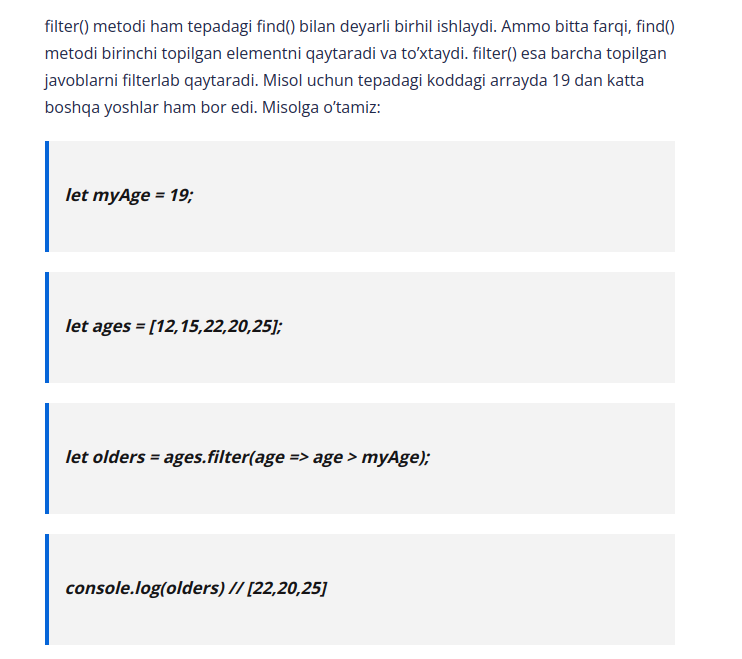 filter() metodi ham tepadagi find() bilan deyarli birhil ishlaydi. Ammo bitta farqi, find()
metodi birinchi topilgan elementni qaytaradi va to’xtaydi. filter() esa barcha topilgan
javoblarni filterlab qaytaradi. Misol uchun tepadagi koddagi arrayda 19 dan katta
boshqa yoshlar ham bor edi. Misolga o’tamiz:
let myAge = 19;
let ages = [12,15,22,20,25];
let olders = ages.filter(age => age > myAge);
console.log(olders) // [22,20,25]